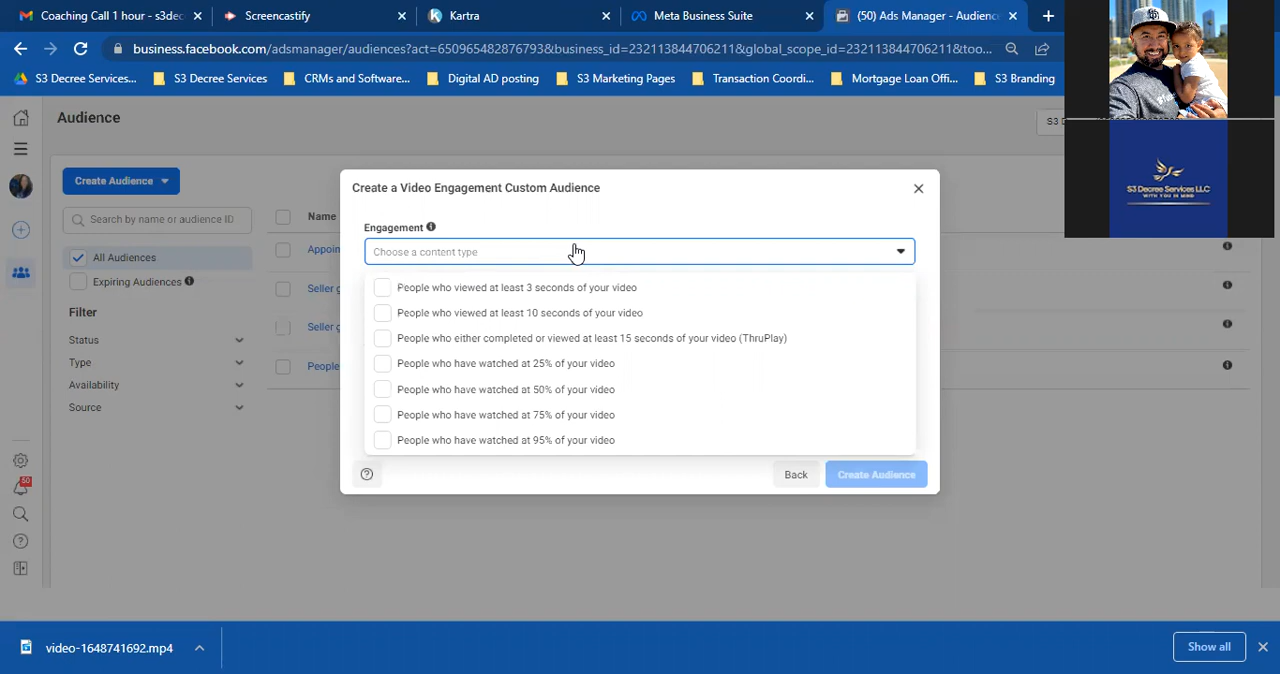 Coaching Call 1 hour - s3dec
Screencastify
Kartra
Meta Business Suite
(50) Ads Manager - Audienc
business.facebook.com/adsmanager/audiences?act=650965482876793&business_id=232113844706211&global_scope_id=232113844706211&too...
S3 Decree Services...
S3 Decree Services
CRMs and Software...
Digital AD posting
S3 Marketing Pages
Transaction Coordi...
Mortgage Loan Offi...
S3 Branding
Audience
S3 D
Create Audience
Search by name or audience ID
All Audiences
Expiring Audiences
Filter
Status
Type
Availability
Source
Name
Appoin
Seller g
Seller g
People
Create a Video Engagement Custom Audience
Engagement
Choose a content type
People who viewed at least 3 seconds of your video
People who viewed at least 10 seconds of your video
People who either completed or viewed at least 15 seconds of your video (ThruPlay)
People who have watched at 25% of your video
People who have watched at 50% of your video
People who have watched at 75% of your video
People who have watched at 95% of your video
Back
Create Audience
S3 DECREE SERVICES LLC
WITH YOU IN MIND
50
video-1648741692.mp4
Show all